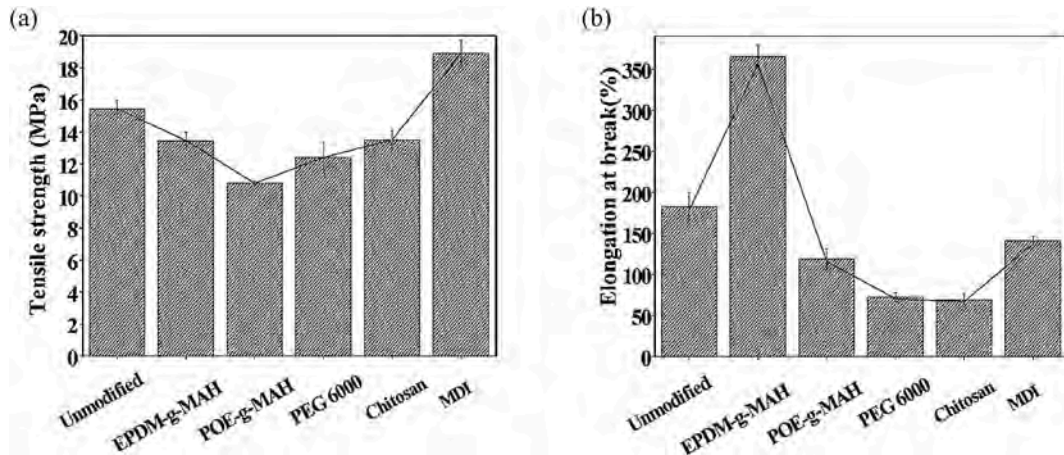 (a)
Tensile strength (MPa)
20
18
16
14
12
10
8
6
4
2
0
Unmodified
EPDM-g-MAH
POE-g-MAH
PEG 6000
Chitosan
MDI
(b)
Elongation at break(%)
350
300
250
200
150
100
50
0
Unmodified
EPDM-g-MAH
POE-g-MAH
PEG 6000
Chitosan
MDI